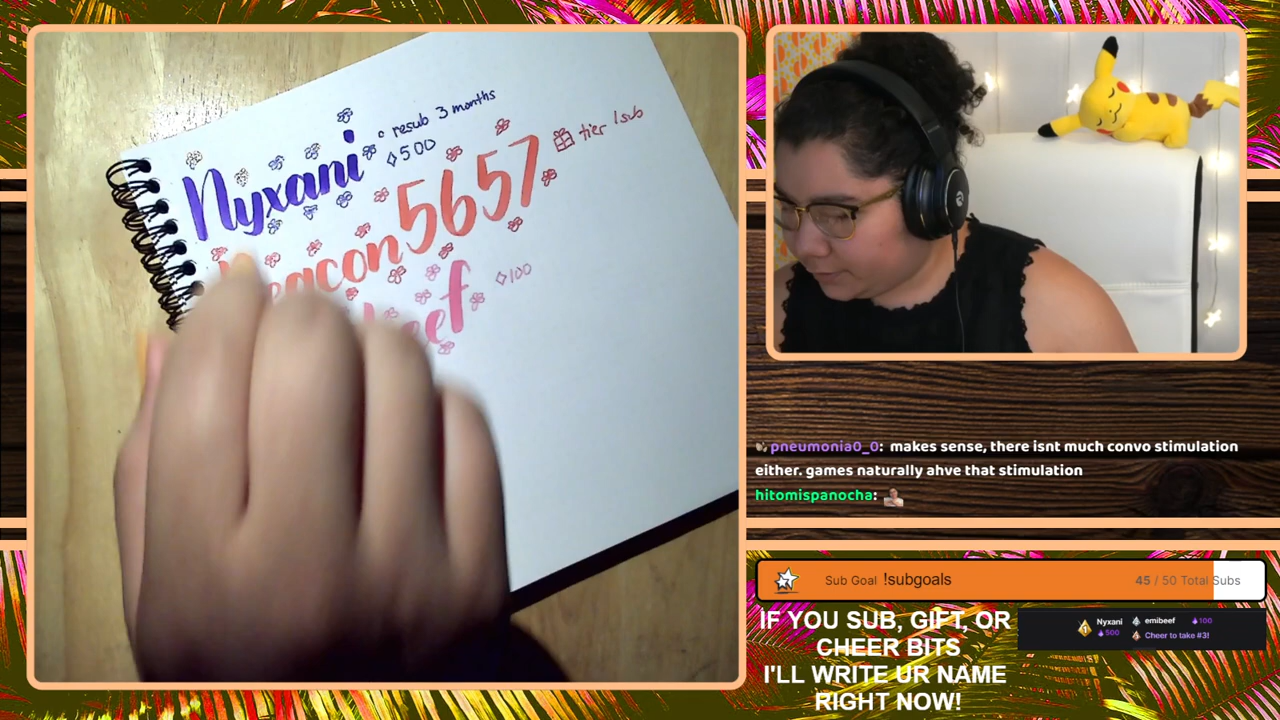 Nyxani
resub 3 months
◊500
5657
tier 1 sub
◊100
pneumonia0_0: makes sense, there isnt much convo stimulation
either. games naturally ahve that stimulation
hitomispanocha:
Sub Goal !subgoals 45 / 50 Total Subs
IF YOU SUB, GIFT, OR
CHEER BITS
I'LL WRITE UR NAME
RIGHT NOW!
1 Nyxani 500
emibeef 100
Cheer to take #3!